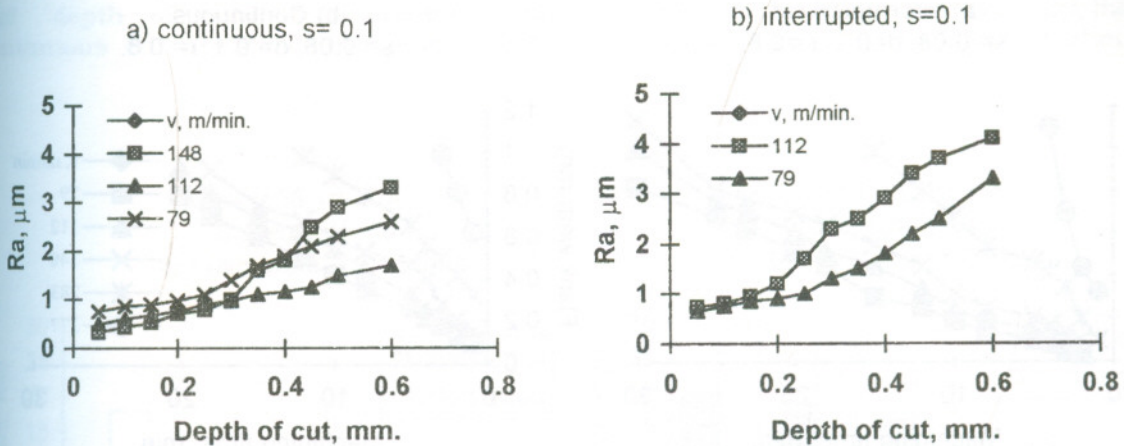 a) continuous, s= 0.1
5
4
3
2
1
0
Ra, μm
v, m/min.
148
112
79
0 0.2 0.4 0.6 0.8
Depth of cut, mm.
b) interrupted, s=0.1
5
4
3
2
1
0
Ra, μm
v, m/min.
112
79
0 0.2 0.4 0.6 0.8
Depth of cut, mm.